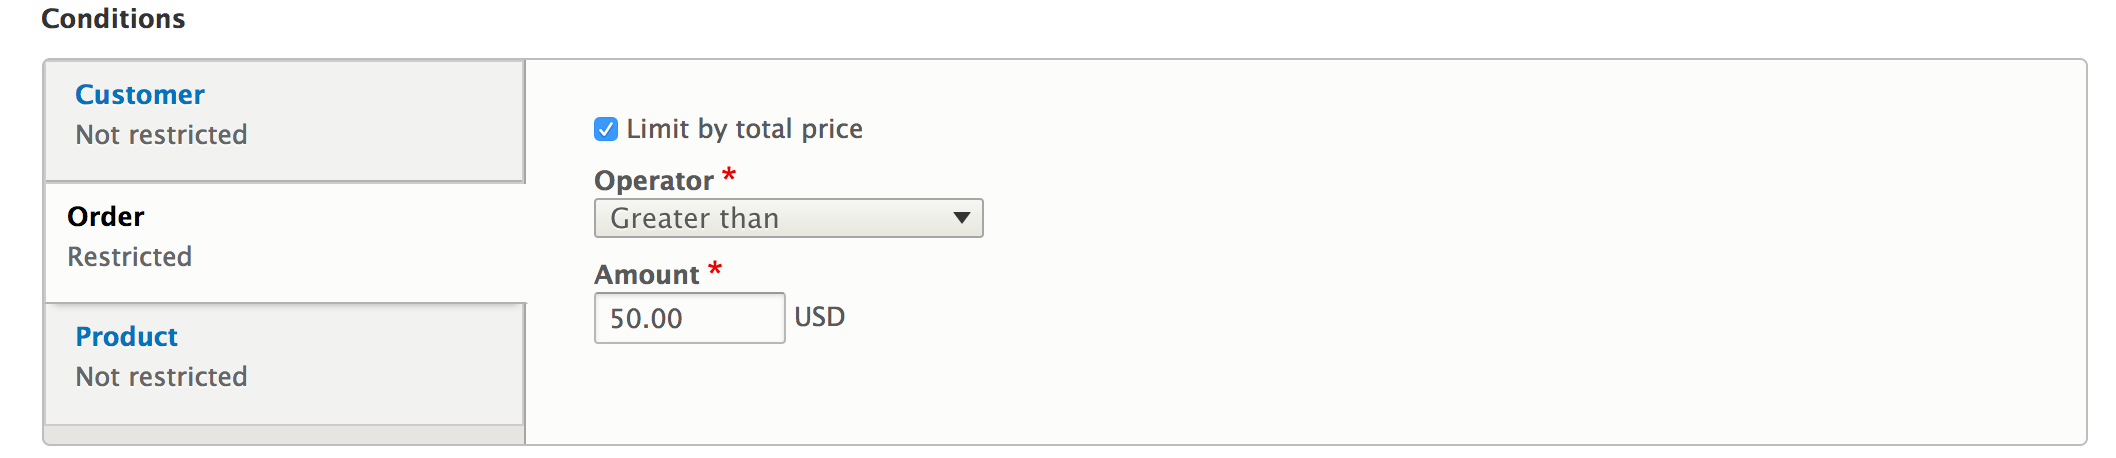 Conditions
Customer
Not restricted
Order
Restricted
Product
Not restricted
Limit by total price
Operator *
Greater than
Amount *
50.00 USD